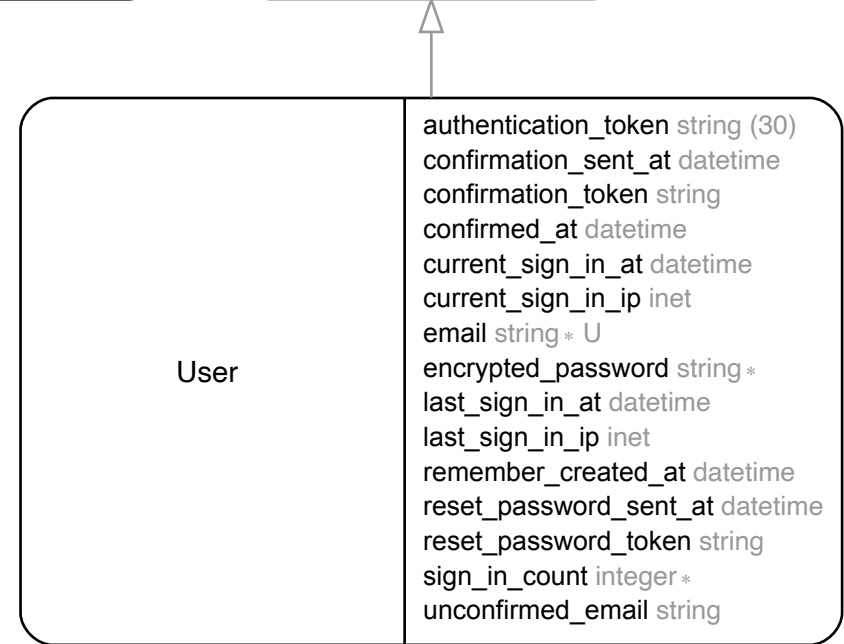 User
authentication_token string (30)
confirmation_sent_at datetime
confirmation_token string
confirmed_at datetime
current_sign_in_at datetime
current_sign_in_ip inet
email string ∗ U
encrypted_password string ∗
last_sign_in_at datetime
last_sign_in_ip inet
remember_created_at datetime
reset_password_sent_at datetime
reset_password_token string
sign_in_count integer ∗
unconfirmed_email string